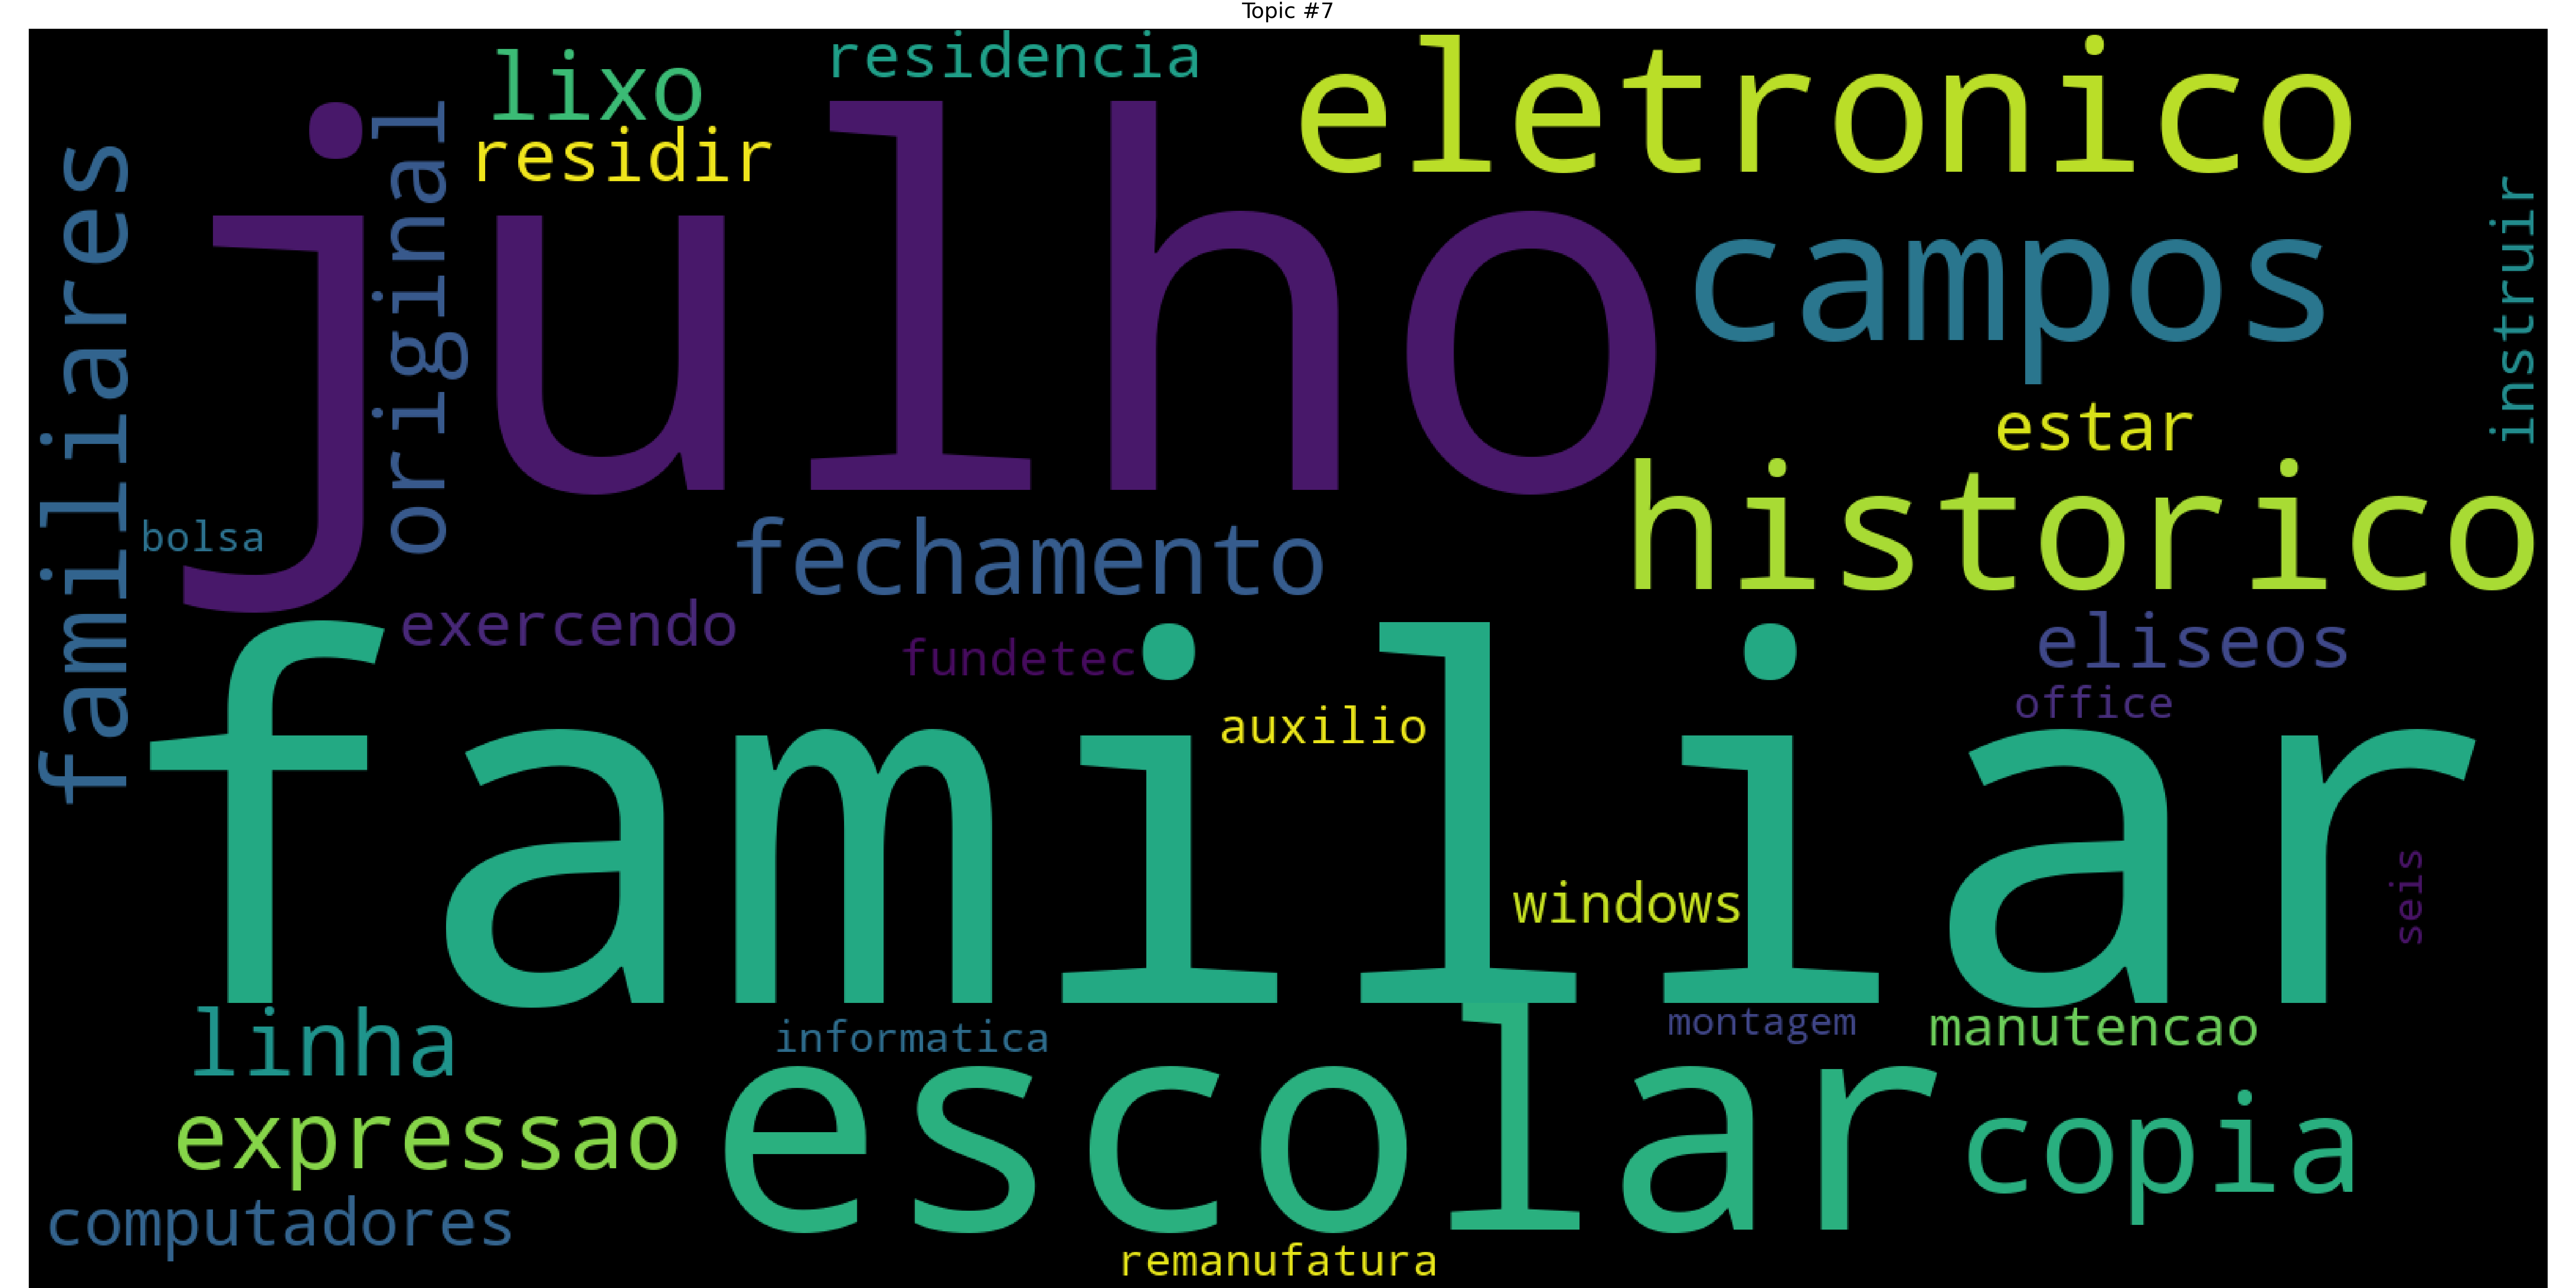 Topic #7
residencia
lixo
eletronico
residir
julho
original
familiares
campos
instruir
estar
historico
bolsa
fechamento
exercendo
fundetec
eliseos
office
auxilio
familiar
windows
seis
linha
informatica
montagem
manutencao
expressao
escolar
copia
computadores
remanufatura